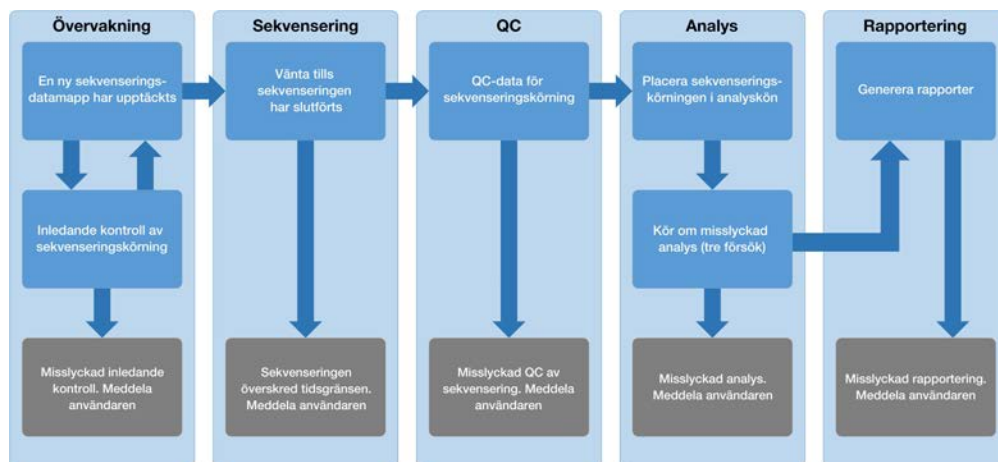 Övervakning
En ny sekvenserings-
datamapp har upptäckts
Inledande kontroll av
sekvenseringskörning
Misslyckad inledande
kontroll. Meddela
användaren
Sekvensering
Vänta tills
sekvenseringen
har slutförts
Sekvenseringen
överskred tidsgränsen.
Meddela användaren
QC
QC-data för
sekvenseringskörning
Misslyckad QC av
sekvensering. Meddela
användaren
Analys
Placera sekvenserings-
körningen i analyskön
Kör om misslyckad
analys (tre försök)
Misslyckad analys.
Meddela användaren
Rapportering
Generera rapporter
Misslyckad rapportering.
Meddela användaren